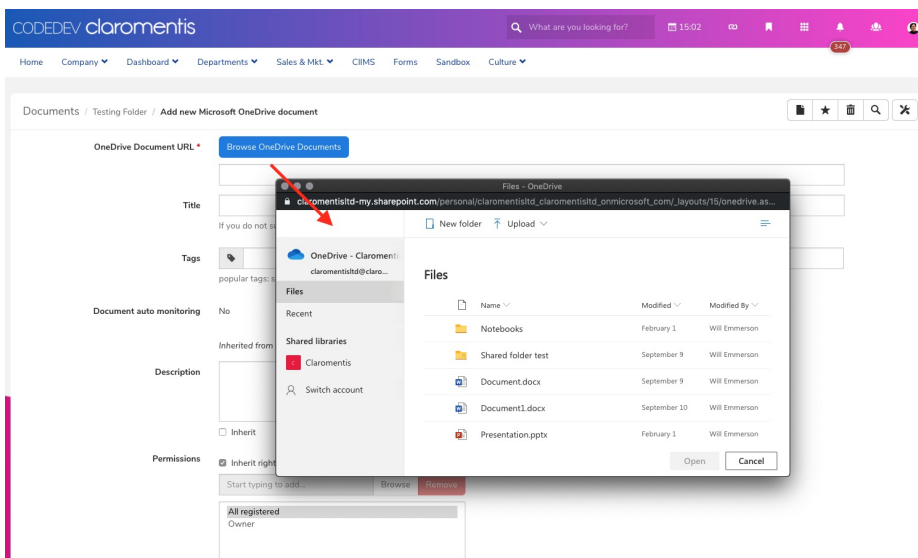 CODEDEV claromentis
What are you looking for?
15:02
347
Home Company Dashboard Departments Sales & Mkt. CIIMS Forms Sandbox Culture
Documents / Testing Folder / Add new Microsoft OneDrive document
OneDrive Document URL *
Browse OneDrive Documents
Files - OneDrive
claromentisltd-my.sharepoint.com/personal/claromentisltd_claromentisltd_onmicrosoft_com/_layouts/15/onedrive.as...
Title
If you do not
New folder Upload
OneDrive - Claromenti
claromentisltd@claro...
Tags
popular tags:
Files
Files
Name Modified Modified By
Document auto monitoring
No
Recent
Notebooks February 1 Will Emmerson
Inherited from
Shared libraries
Shared folder test September 9 Will Emmerson
Claromentis
Description
Document.docx September 9 Will Emmerson
Switch account
Document1.docx September 10 Will Emmerson
Inherit
Presentation.pptx February 1 Will Emmerson
Permissions
Inherit right
Open Cancel
Start typing to add...
Browse Remove
All registered
Owner